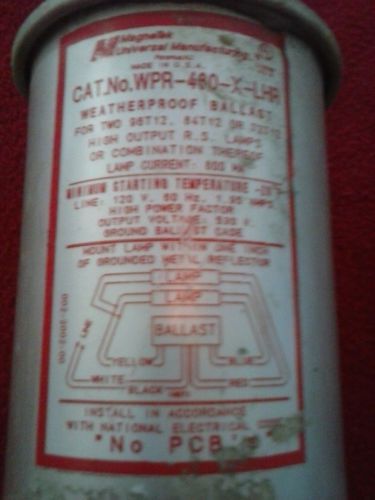 MagneTek
Universal Manufacturing
MADE IN U.S.A.
CAT.No.WPR-460-X-LHR
WEATHERPROOF BALLAST
FOR TWO 96T12, 84T12 OR 72T12
HIGH OUTPUT R.S. LAMPS
OR COMBINATION THEREOF
LAMP CURRENT: 800 MA
MINIMUM STARTING TEMPERATURE
LINE: 120 V, 60 Hz, 1.95 AMPS
HIGH POWER FACTOR
OUTPUT VOLTAGE: 590 V.
GROUND BALLAST CASE
MOUNT LAMP WITHIN ONE INCH
OF GROUNDED METAL REFLECTOR
LAMP
LAMP
BALLAST
LINE
YELLOW
BLUE
WHITE
RED
BLACK
INSTALL IN ACCORDANCE
WITH NATIONAL ELECTRICAL
"No PCB's